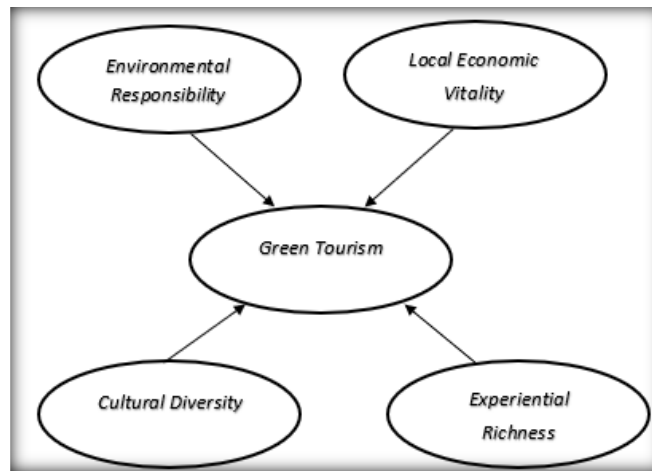 Environmental
Responsibility
Local Economic
Vitality
Green Tourism
Cultural Diversity
Experiential
Richness